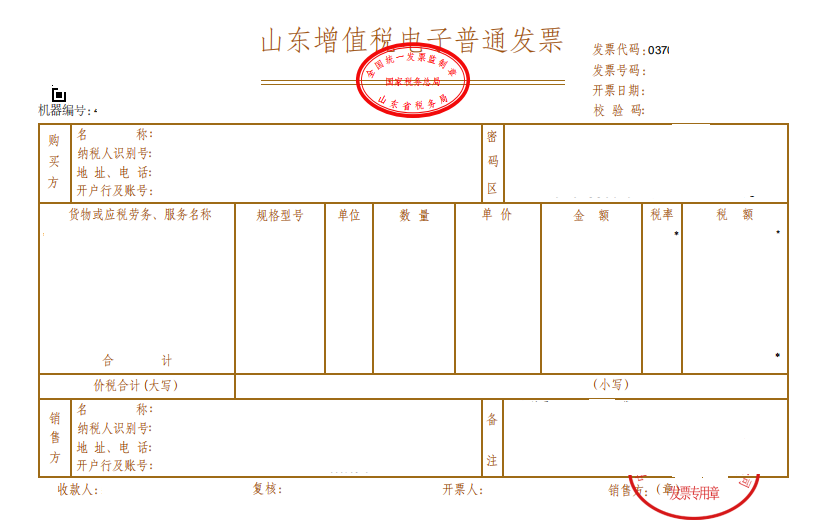 山东增值税电子普通发票
全国统一发票监制章
国家税务总局
山东省税务局
发票代码:037
发票号码:
开票日期:
校 验 码:
机器编号:
购买方
名 称:
纳税人识别号:
地 址、电 话:
开户行及账号:
密码区
货物或应税劳务、服务名称 规格型号 单位 数 量 单 价 金 额 税率 税 额
* *
合 计 *
价税合计(大写) (小写)
销售方
名 称:
纳税人识别号:
地 址、电 话:
开户行及账号:
备注
收款人: 复核: 开票人: 销售方:(章
发票专用章
司